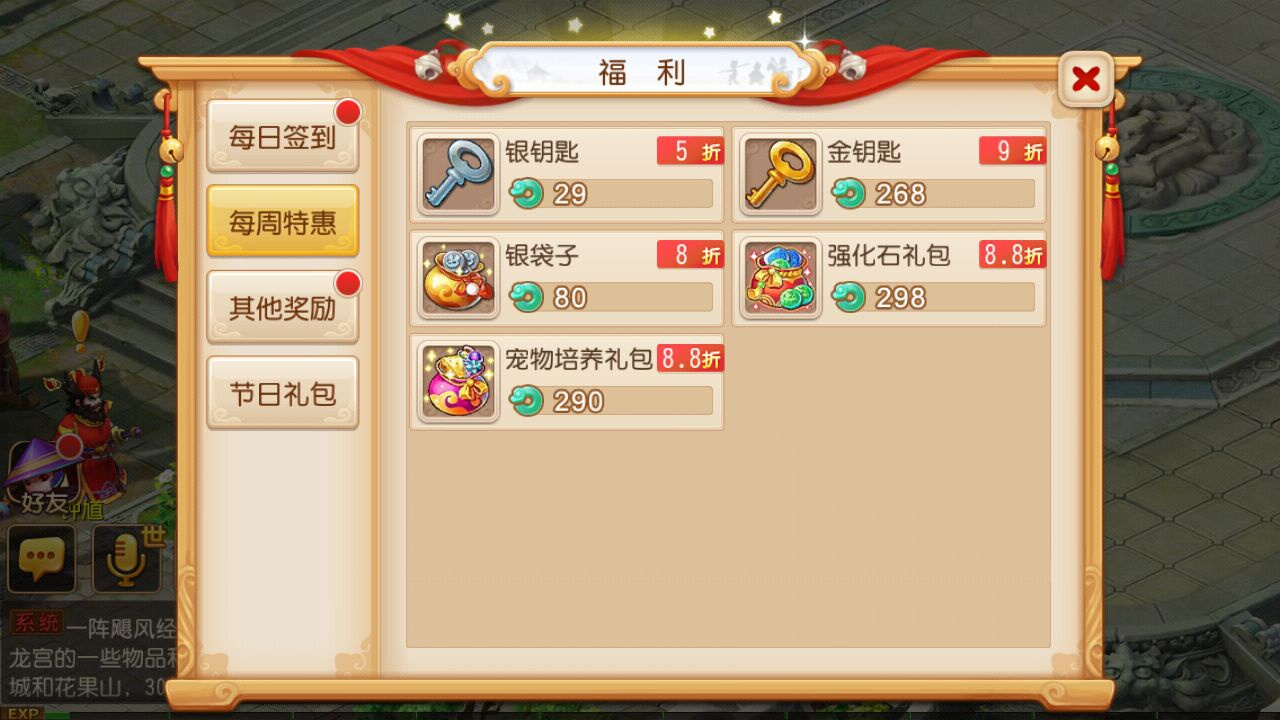 福 利
每日签到
每周特惠
其他奖励
节日礼包
银钥匙 5 折
29
金钥匙 9 折
268
银袋子 8 折
80
强化石礼包 8.8折
298
宠物培养礼包 8.8折
290
好友
世
系统 一阵飓风经
龙宫的一些物品
城和花果山，30
EXP